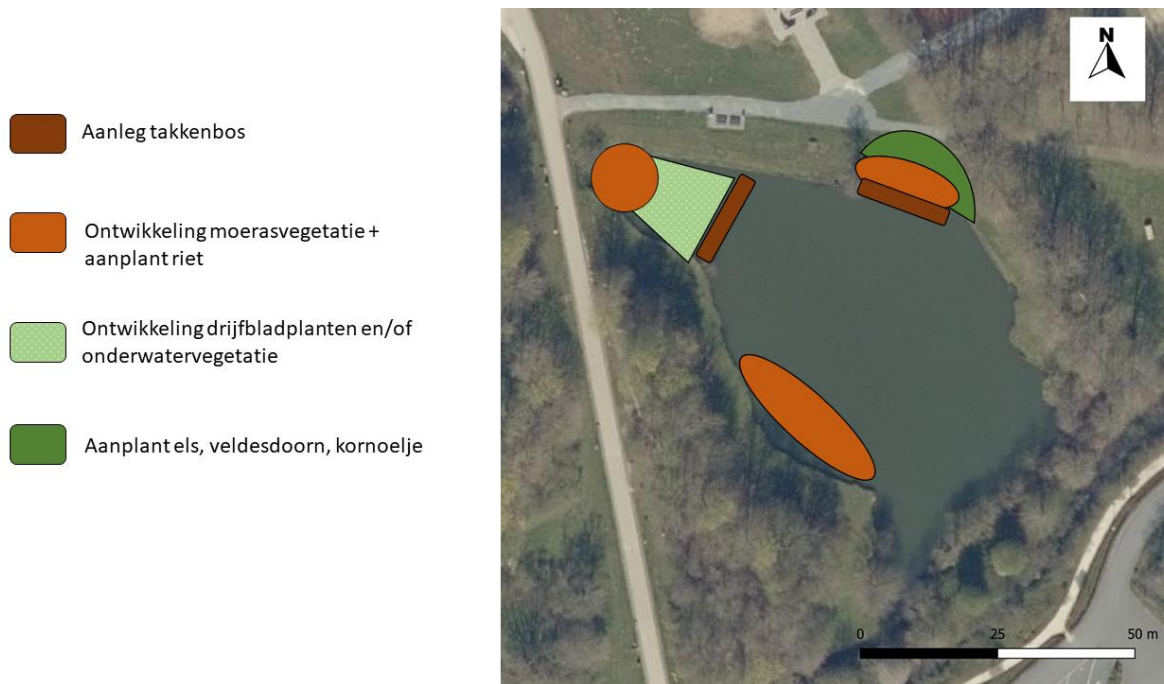 Aanleg takkenbos
Ontwikkeling moerasvegetatie +
aanplant riet
Ontwikkeling drijfbladplanten en/of
onderwatervegetatie
Aanplant els, veldesdoorn, kornoelje
N
0 25 50 m